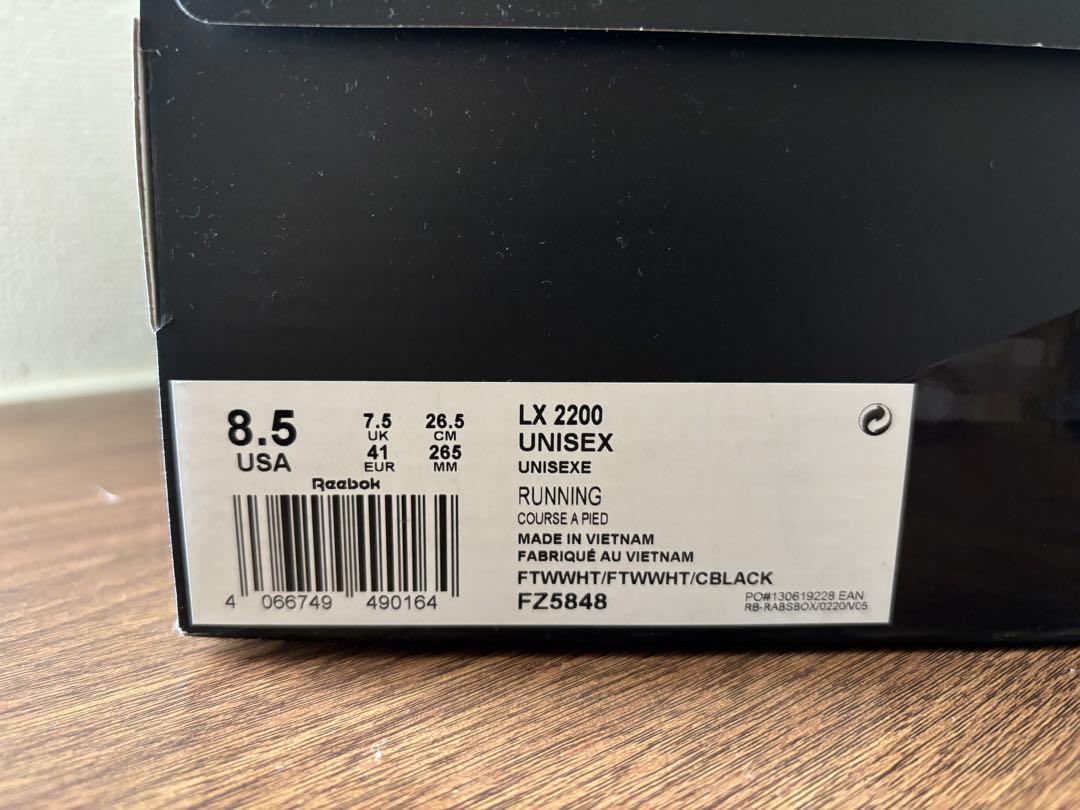 8.5
USA
7.5
UK
41
EUR
26.5
CM
265
MM
Reebok
4 066749 490164
LX 2200
UNISEX
UNISEXE
RUNNING
COURSE A PIED
MADE IN VIETNAM
FABRIQUÉ AU VIETNAM
FTWWHT/FTWWHT/CBLACK
FZ5848
PO#130619228 EAN
RB-RABSBOX/0220/V05